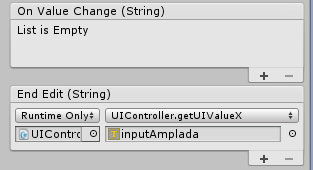 On Value Change (String)
List is Empty
End Edit (String)
Runtime Only UIController.getUIValueX
UIContro inputAmplada